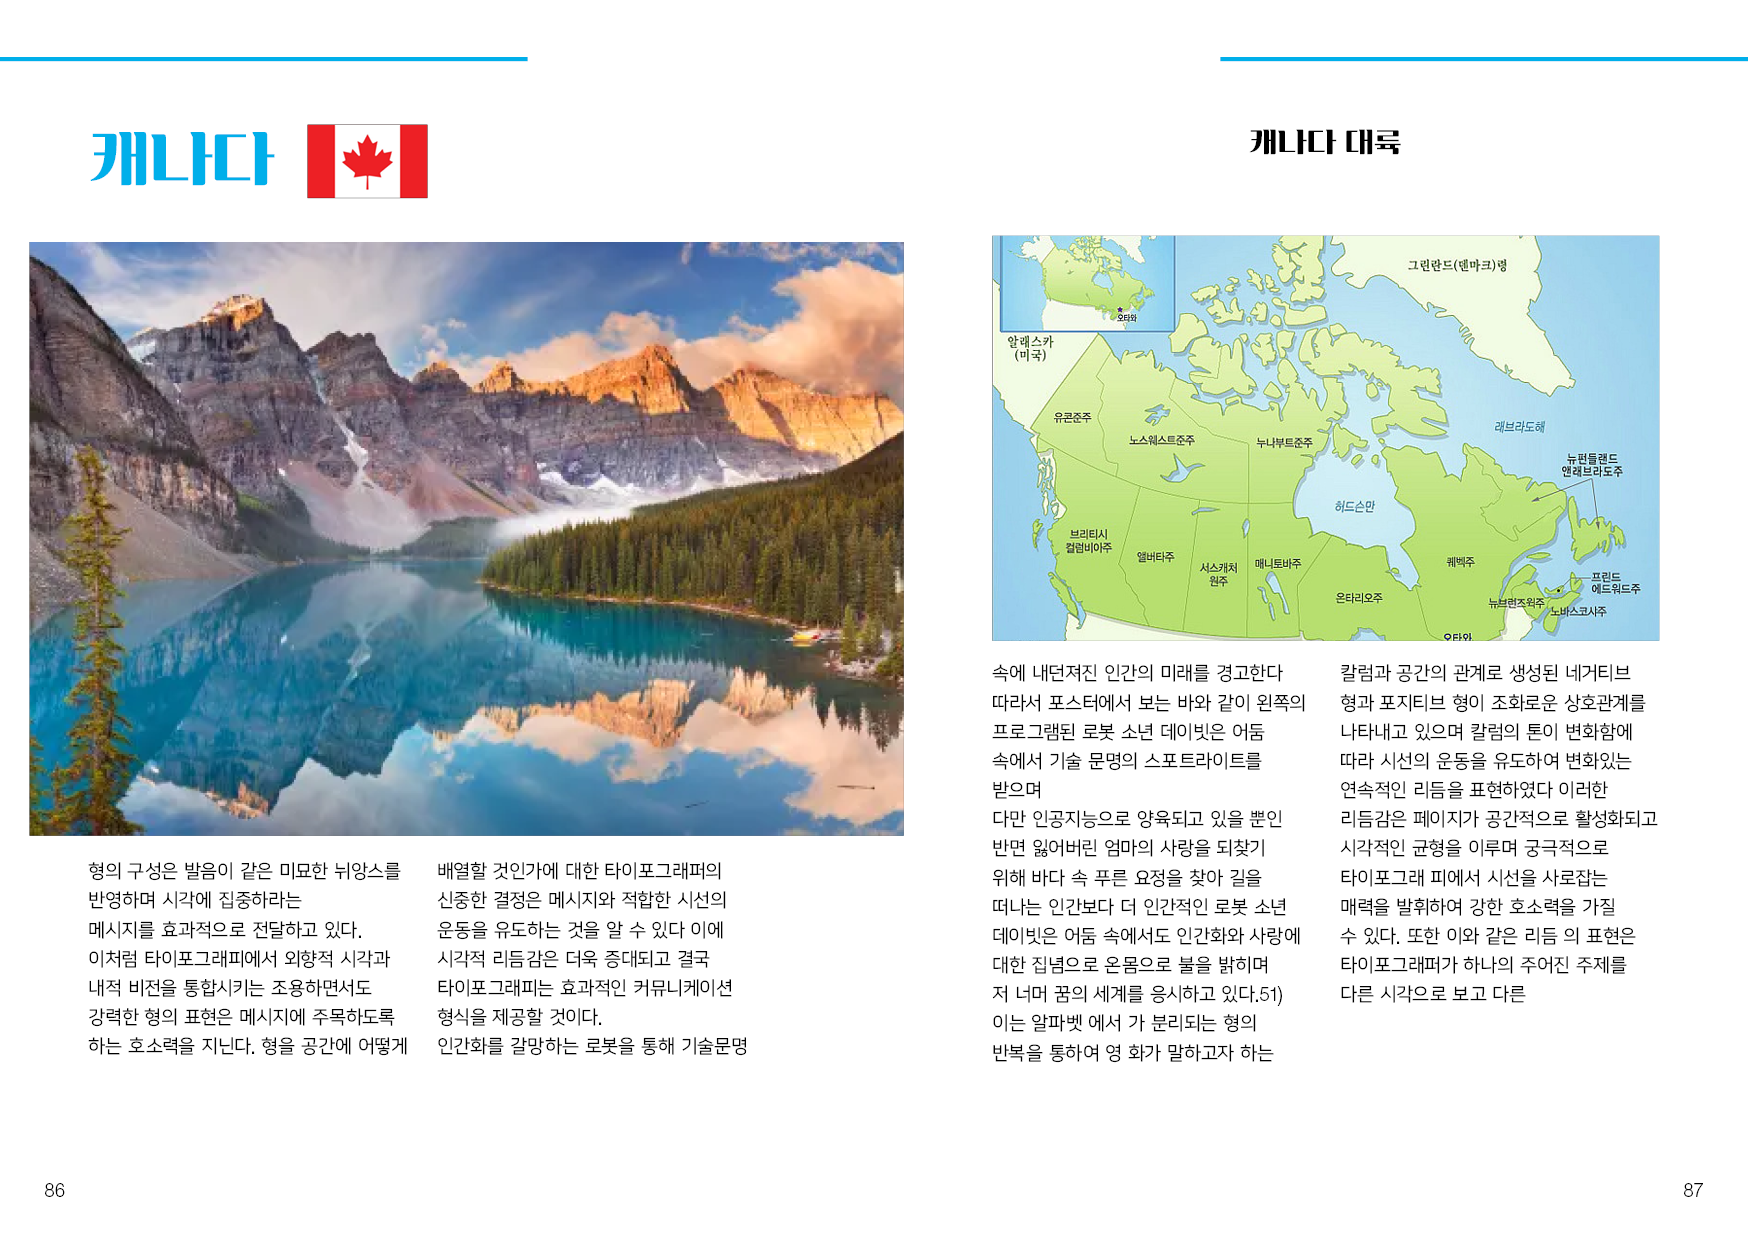 캐나다
형의 구성은 발음이 같은 미묘한 뉘앙스를
반영하며 시각에 집중하라는
메시지를 효과적으로 전달하고 있다.
이처럼 타이포그래피에서 외향적 시각과
내적 비전을 통합시키는 조용하면서도
강력한 형의 표현은 메시지에 주목하도록
하는 호소력을 지닌다. 형을 공간에 어떻게
배열할 것인가에 대한 타이포그래퍼의
신중한 결정은 메시지와 적합한 시선의
운동을 유도하는 것을 알 수 있다 이에
시각적 리듬감은 더욱 증대되고 결국
타이포그래피는 효과적인 커뮤니케이션
형식을 제공할 것이다.
인간화를 갈망하는 로봇을 통해 기술문명
86
캐나다 대륙
그린란드(덴마크)령
오타와
알래스카
(미국)
유콘준주
노스웨스트준주
누나부트준주
래브라도해
뉴펀들랜드
앤래브라도주
허드슨만
브리티시
컬럼비아주
앨버타주
서스캐처
원주
매니토바주
온타리오주
퀘벡주
프린드
에드워드주
뉴브런즈윅주
노바스코샤주
오타와
속에 내던져진 인간의 미래를 경고한다
따라서 포스터에서 보는 바와 같이 왼쪽의
프로그램된 로봇 소년 데이빗은 어둠
속에서 기술 문명의 스포트라이트를
받으며
다만 인공지능으로 양육되고 있을 뿐인
반면 잃어버린 엄마의 사랑을 되찾기
위해 바다 속 푸른 요정을 찾아 길을
떠나는 인간보다 더 인간적인 로봇 소년
데이빗은 어둠 속에서도 인간화와 사랑에
대한 집념으로 온몸으로 불을 밝히며
저 너머 꿈의 세계를 응시하고 있다.51)
이는 알파벳 에서 가 분리되는 형의
반복을 통하여 영 화가 말하고자 하는
칼럼과 공간의 관계로 생성된 네거티브
형과 포지티브 형이 조화로운 상호관계를
나타내고 있으며 칼럼의 톤이 변화함에
따라 시선의 운동을 유도하여 변화있는
연속적인 리듬을 표현하였다 이러한
리듬감은 페이지가 공간적으로 활성화되고
시각적인 균형을 이루며 궁극적으로
타이포그래 피에서 시선을 사로잡는
매력을 발휘하여 강한 호소력을 가질
수 있다. 또한 이와 같은 리듬 의 표현은
타이포그래퍼가 하나의 주어진 주제를
다른 시각으로 보고 다른
87